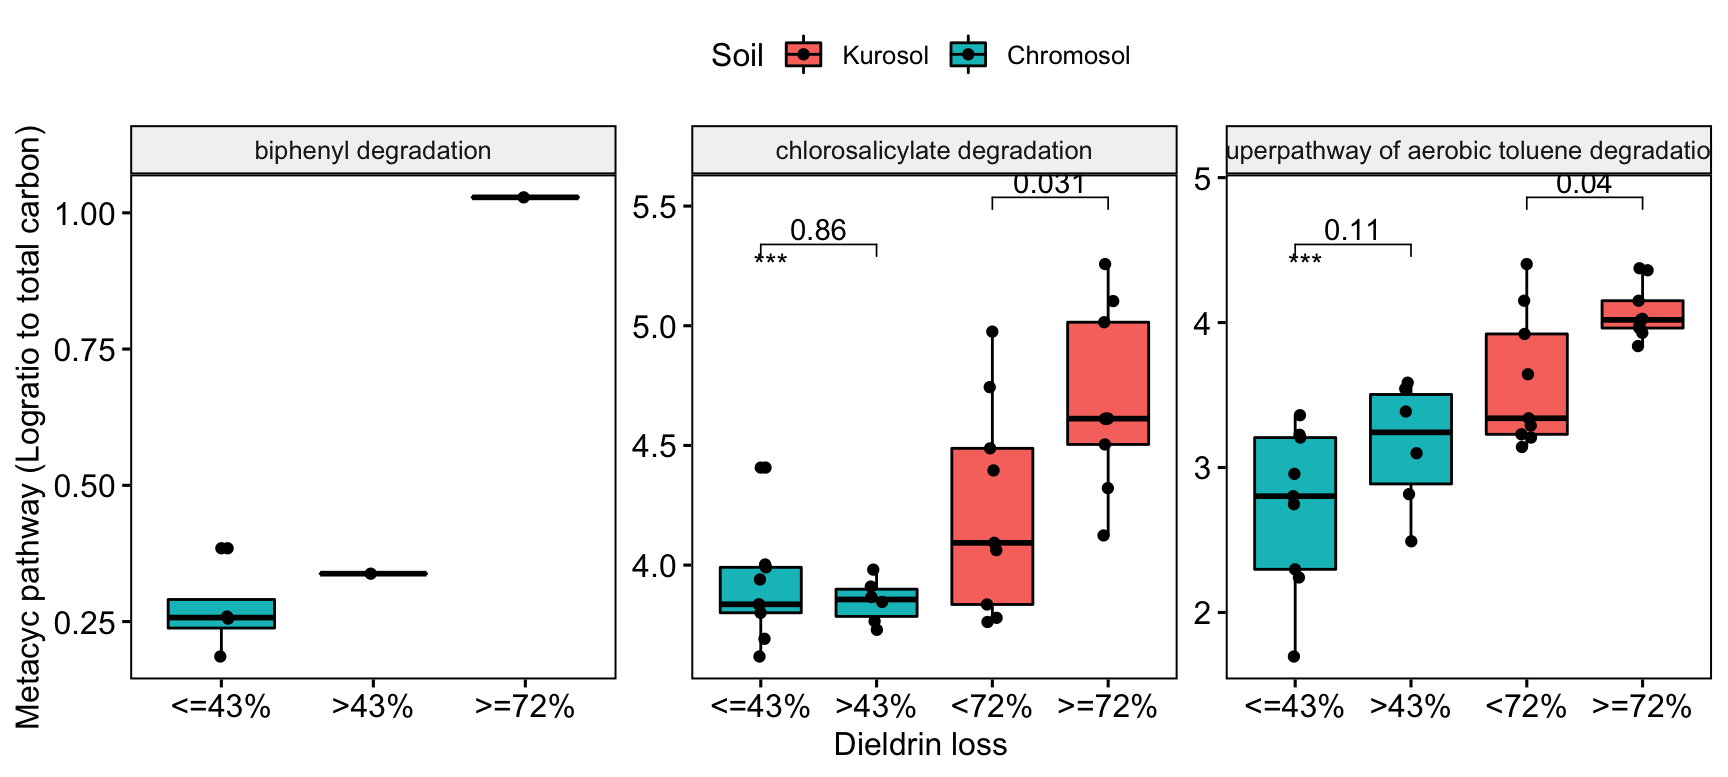 Soil Kurosol Chromosol
Metacyc pathway (Logratio to total carbon)
biphenyl degradation
1.00
0.75
0.50
0.25
<=43% >43% >=72%
chlorosalicylate degradation
5.5
5.0
4.5
4.0
0.031
0.86
***
<=43% >43% <72% >=72%
uperpathway of aerobic toluene degradatio
5
4
3
2
0.04
0.11
***
<=43% >43% <72% >=72%
Dieldrin loss